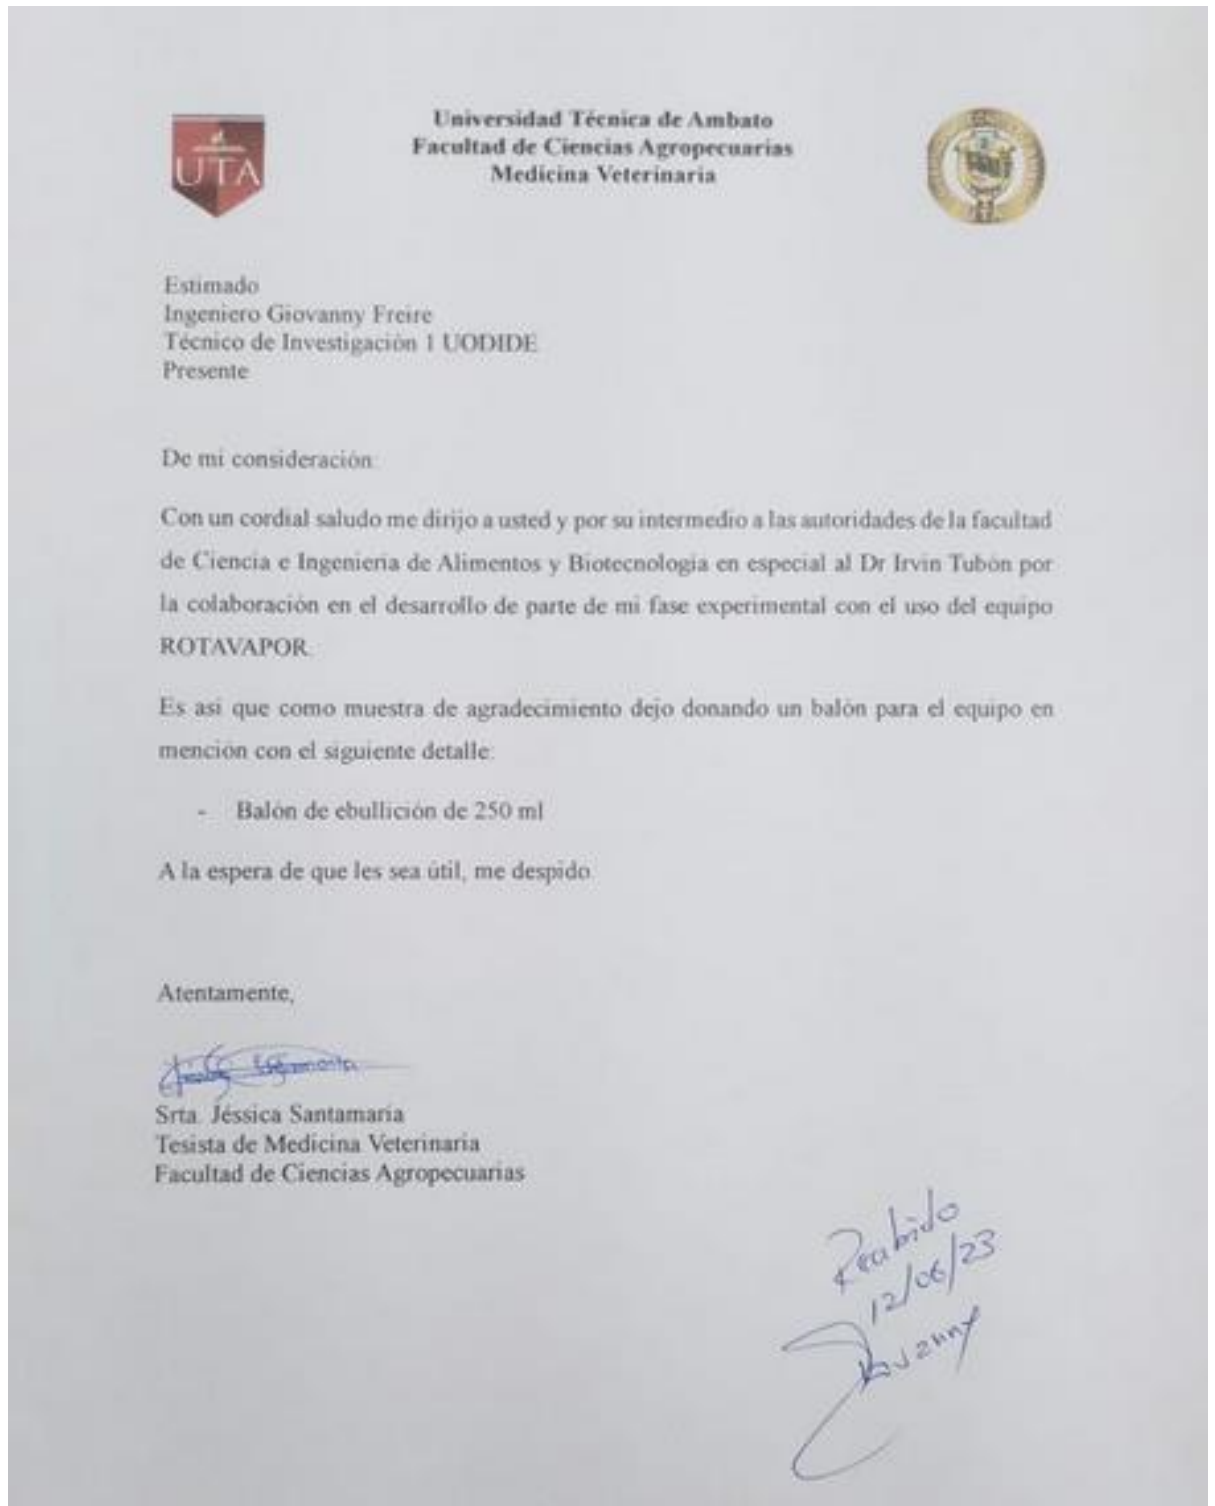 UTA
Universidad Técnica de Ambato
Facultad de Ciencias Agropecuarias
Medicina Veterinaria
Estimado
Ingeniero Giovanny Freire
Técnico de Investigación 1 UODIDE
Presente
De mi consideración:
Con un cordial saludo me dirijo a usted y por su intermedio a las autoridades de la facultad
de Ciencia e Ingeniería de Alimentos y Biotecnología en especial al Dr Irvin Tubón por
la colaboración en el desarrollo de parte de mi fase experimental con el uso del equipo
ROTAVAPOR.
Es así que como muestra de agradecimiento dejo donando un balón para el equipo en
mención con el siguiente detalle:
- Balón de ebullición de 250 ml
A la espera de que les sea útil, me despido.
Atentamente,
Srta. Jéssica Santamaría
Tesista de Medicina Veterinaria
Facultad de Ciencias Agropecuarias
Recibido
12/06/23